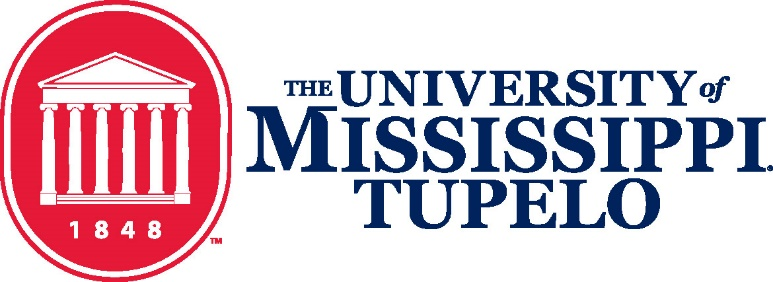 1848
™
THE UNIVERSITY of
MISSISSIPPI®
TUPELO